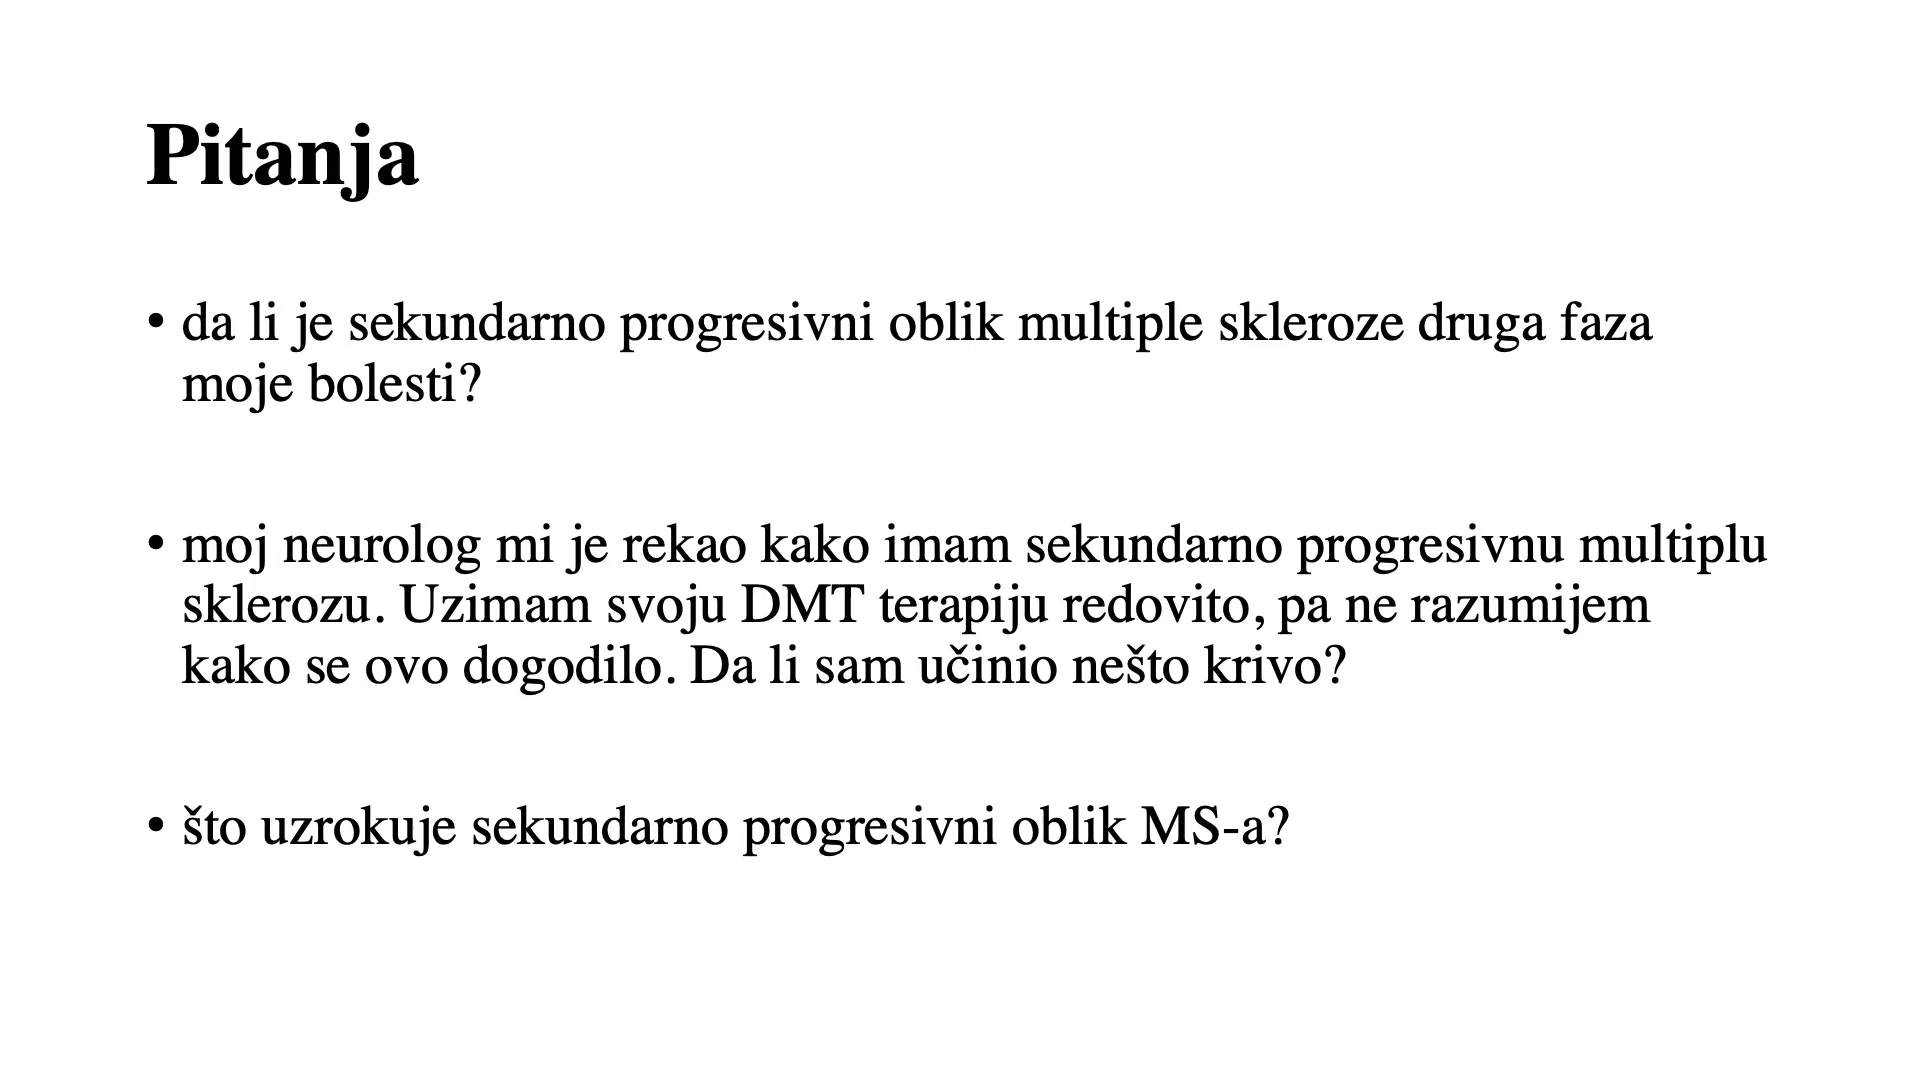 Pitanja
• da li je sekundarno progresivni oblik multiple skleroze druga faza
moje bolesti?
• moj neurolog mi je rekao kako imam sekundarno progresivnu multiplu
sklerozu. Uzimam svoju DMT terapiju redovito, pa ne razumijem
kako se ovo dogodilo. Da li sam učinio nešto krivo?
• što uzrokuje sekundarno progresivni oblik MS-a?